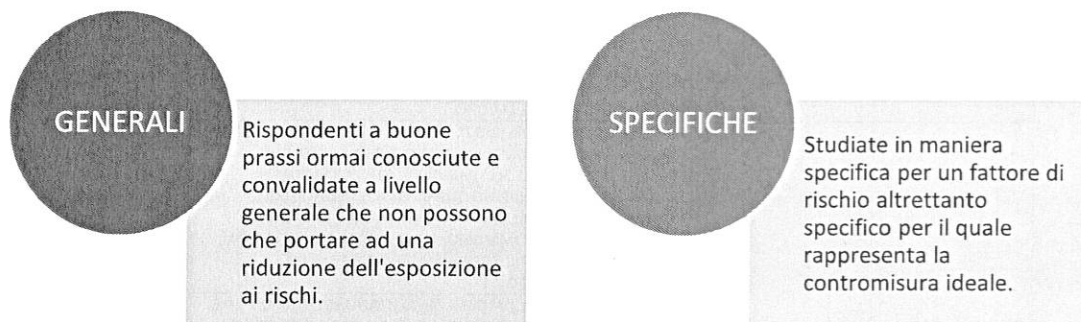 GENERALI
Rispondenti a buone
prassi ormai conosciute e
convalidate a livello
generale che non possono
che portare ad una
riduzione dell'esposizione
ai rischi.
SPECIFICHE
Studiate in maniera
specifica per un fattore di
rischio altrettanto
specifico per il quale
rappresenta la
contromisura ideale.